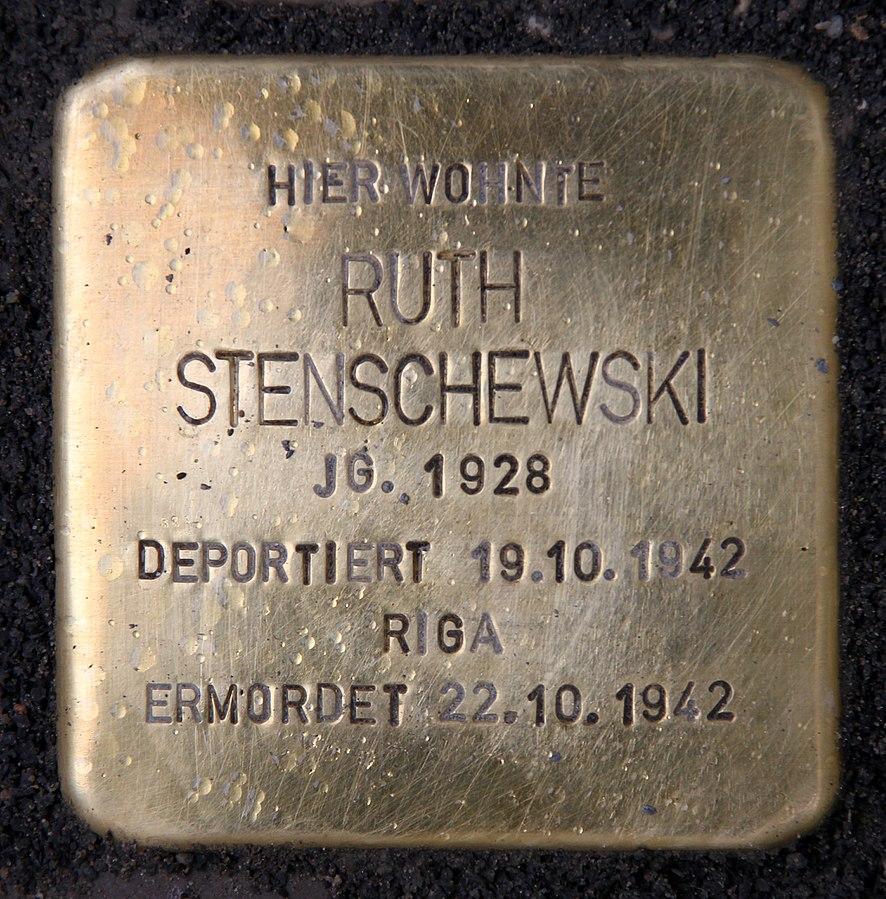 HIER WOHNTE
RUTH
STENSCHEWSKI
JG. 1928
DEPORTIERT 19.10.1942
RIGA
ERMORDET 22.10.1942